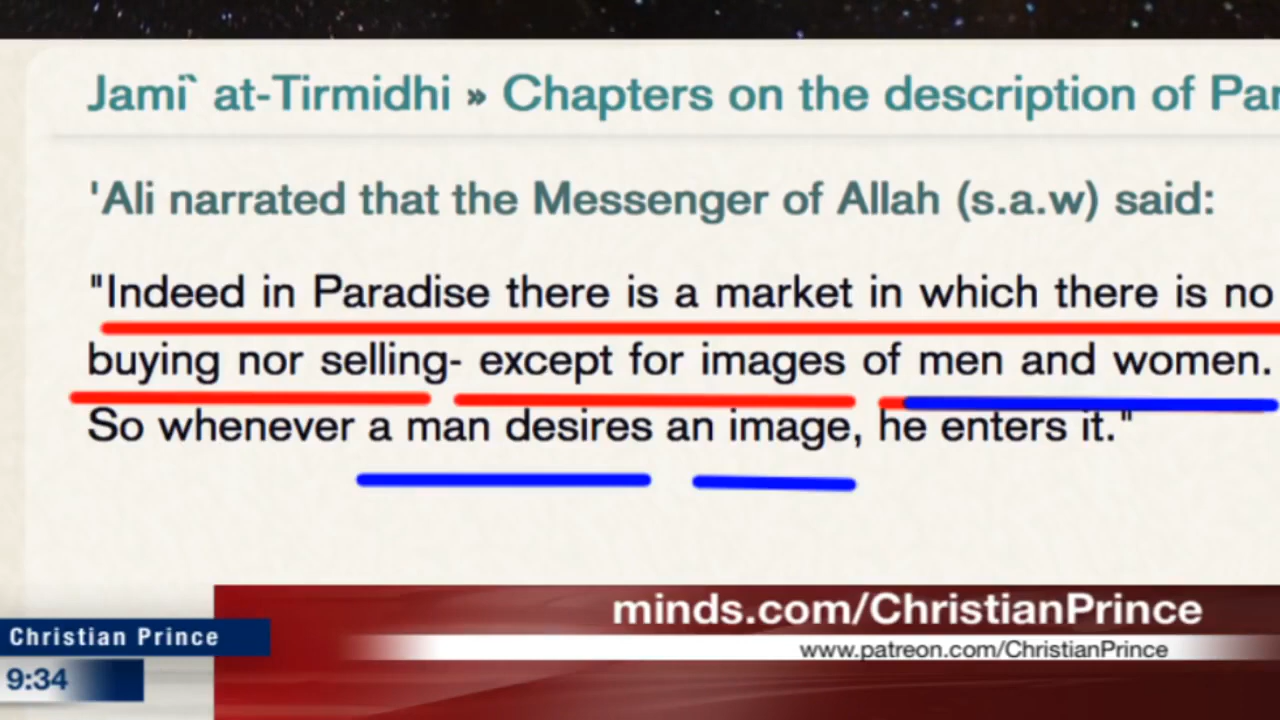 Jami` at-Tirmidhi » Chapters on the description of Par
'Ali narrated that the Messenger of Allah (s.a.w) said:
"Indeed in Paradise there is a market in which there is no
buying nor selling- except for images of men and women.
So whenever a man desires an image, he enters it."
minds.com/ChristianPrince
Christian Prince
www.patreon.com/ChristianPrince
9:34